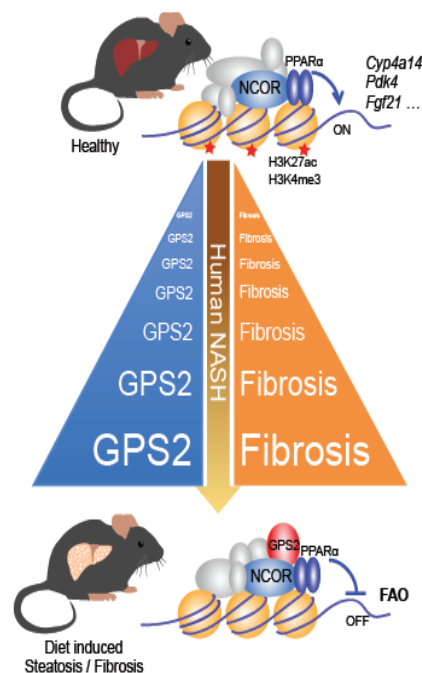 PPARα
NCOR
Cyp4a14
Pdk4
Fgf21 ...
ON
Healthy
H3K27ac
H3K4me3
GPS2
Fibrosis
GPS2
Fibrosis
GPS2
Fibrosis
GPS2
Fibrosis
GPS2
Fibrosis
GPS2
Fibrosis
GPS2
Fibrosis
Human NASH
GPS2
PPARα
NCOR
FAO
OFF
Diet induced
Steatosis / Fibrosis